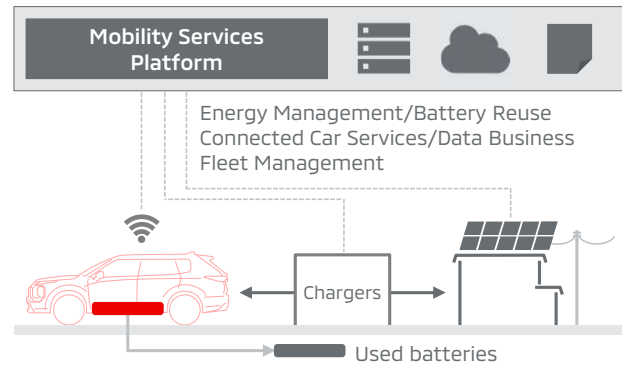 Mobility Services
Platform
Energy Management/Battery Reuse
Connected Car Services/Data Business
Fleet Management
Chargers
Used batteries